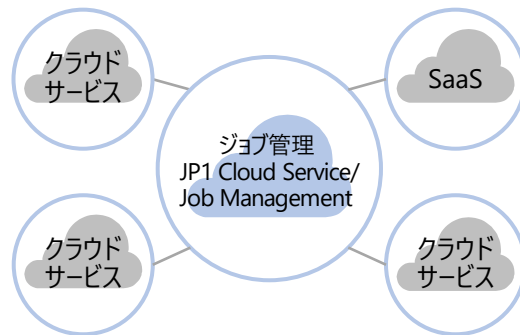 クラウド
サービス
SaaS
ジョブ管理
JP1 Cloud Service/
Job Management
クラウド
サービス
クラウド
サービス